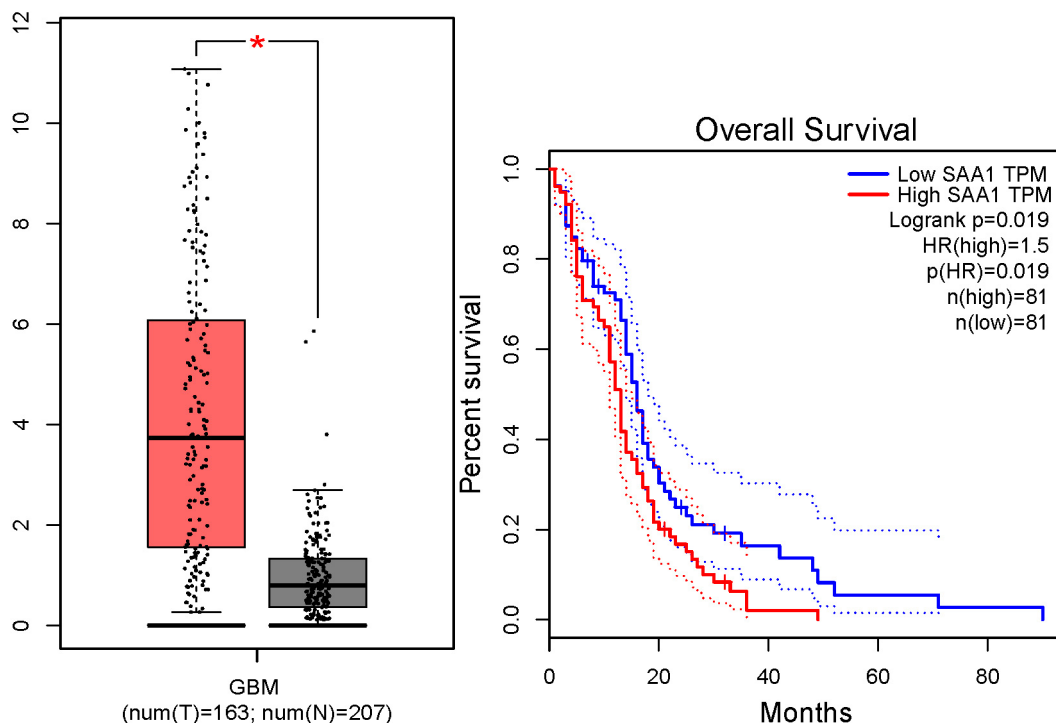 12
10
8
6
4
2
0
*
GBM
(num(T)=163; num(N)=207)
Overall Survival
Percent survival
1.0
0.8
0.6
0.4
0.2
0.0
Low SAA1 TPM
High SAA1 TPM
Logrank p=0.019
HR(high)=1.5
p(HR)=0.019
n(high)=81
n(low)=81
0 20 40 60 80
Months